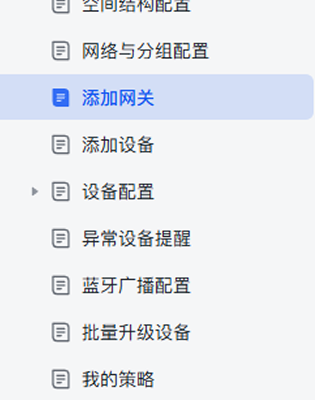 空间结构配置
网络与分组配置
添加网关
添加设备
设备配置
异常设备提醒
蓝牙广播配置
批量升级设备
我的策略